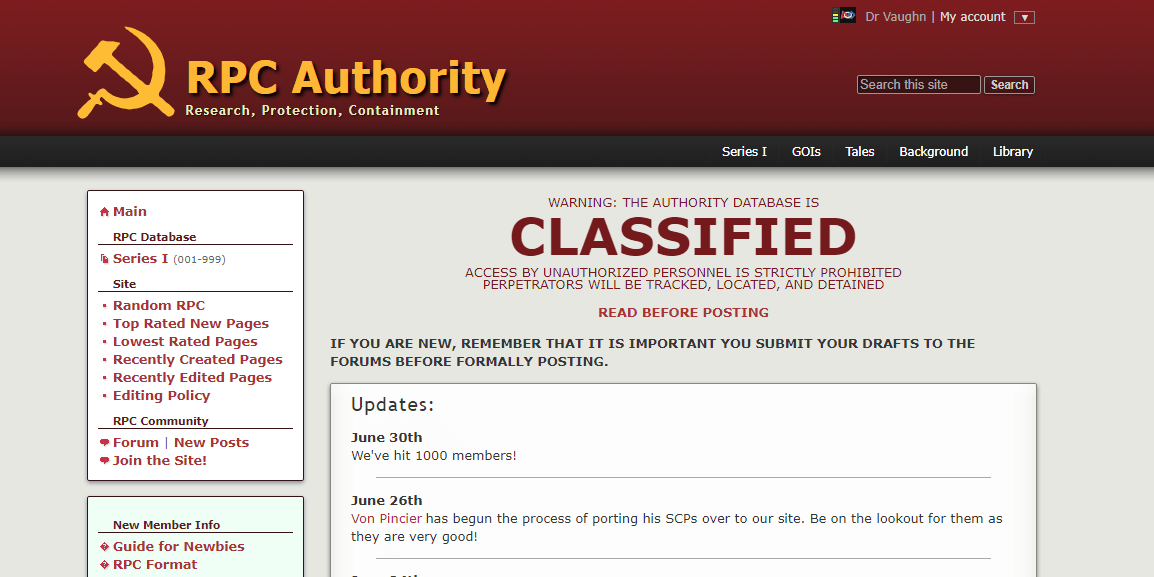 Dr Vaughn | My account ▼
RPC Authority
Research, Protection, Containment
Search this site
Search
Series I
GOIs
Tales
Background
Library
Main
RPC Database
Series I (001-999)
Site
Random RPC
Top Rated New Pages
Lowest Rated Pages
Recently Created Pages
Recently Edited Pages
Editing Policy
RPC Community
Forum | New Posts
Join the Site!
New Member Info
Guide for Newbies
RPC Format
WARNING: THE AUTHORITY DATABASE IS
CLASSIFIED
ACCESS BY UNAUTHORIZED PERSONNEL IS STRICTLY PROHIBITED
PERPETRATORS WILL BE TRACKED, LOCATED, AND DETAINED
READ BEFORE POSTING
IF YOU ARE NEW, REMEMBER THAT IT IS IMPORTANT YOU SUBMIT YOUR DRAFTS TO THE
FORUMS BEFORE FORMALLY POSTING.
Updates:
June 30th
We've hit 1000 members!
June 26th
Von Pincier has begun the process of porting his SCPs over to our site. Be on the lookout for them as
they are very good!